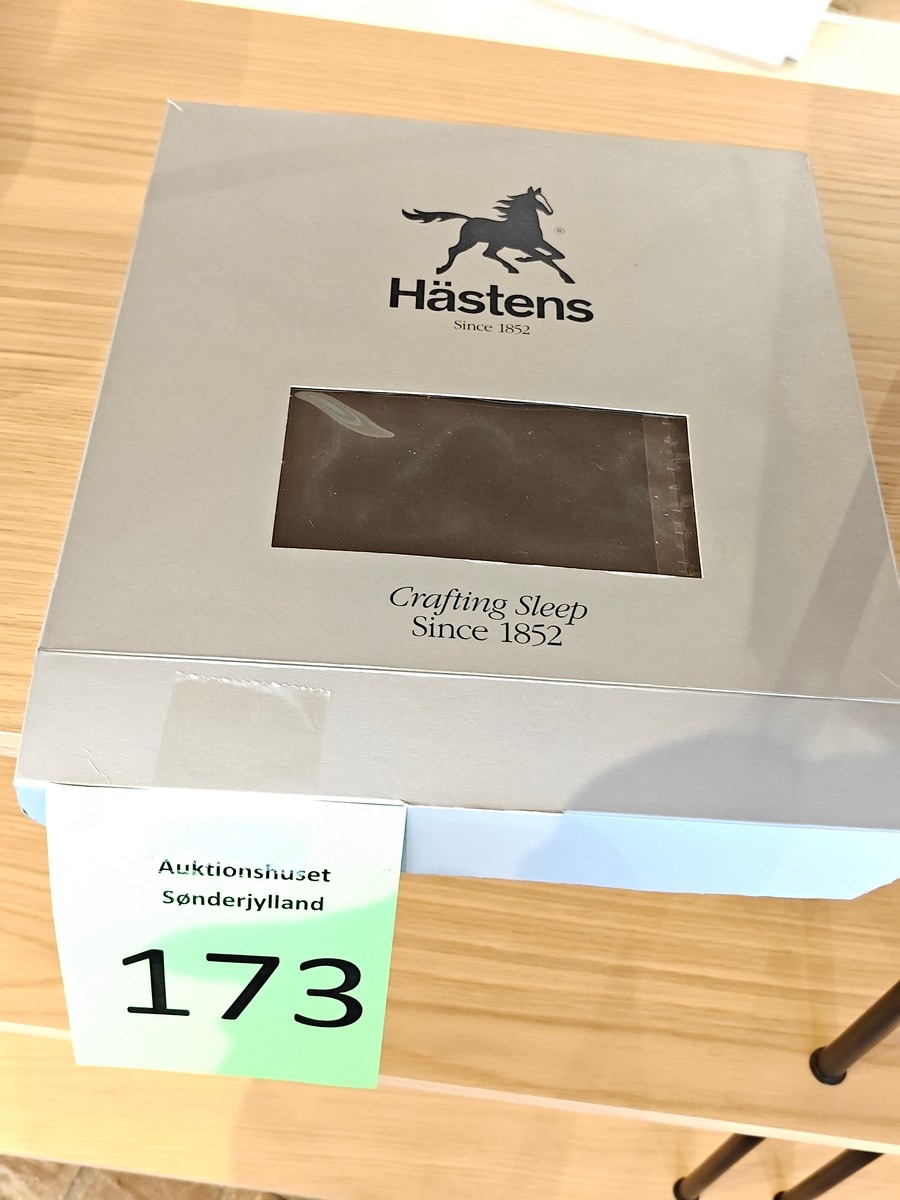 ®
Hästens
Since 1852
Crafting Sleep
Since 1852
Auktionshuset
Sønderjylland
173